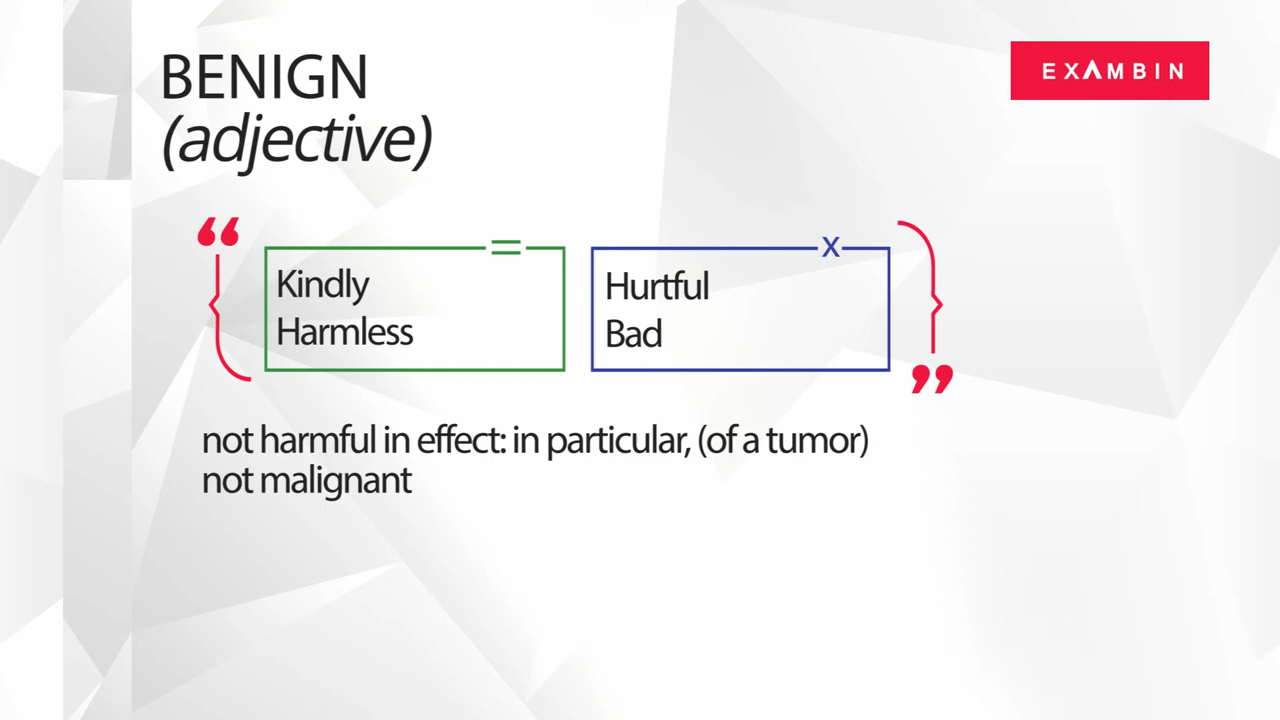 BENIGN
(adjective)
EXAMBIN
“
=
Kindly
Harmless
x
Hurtful
Bad
”
not harmful in effect: in particular, (of a tumor)
not malignant